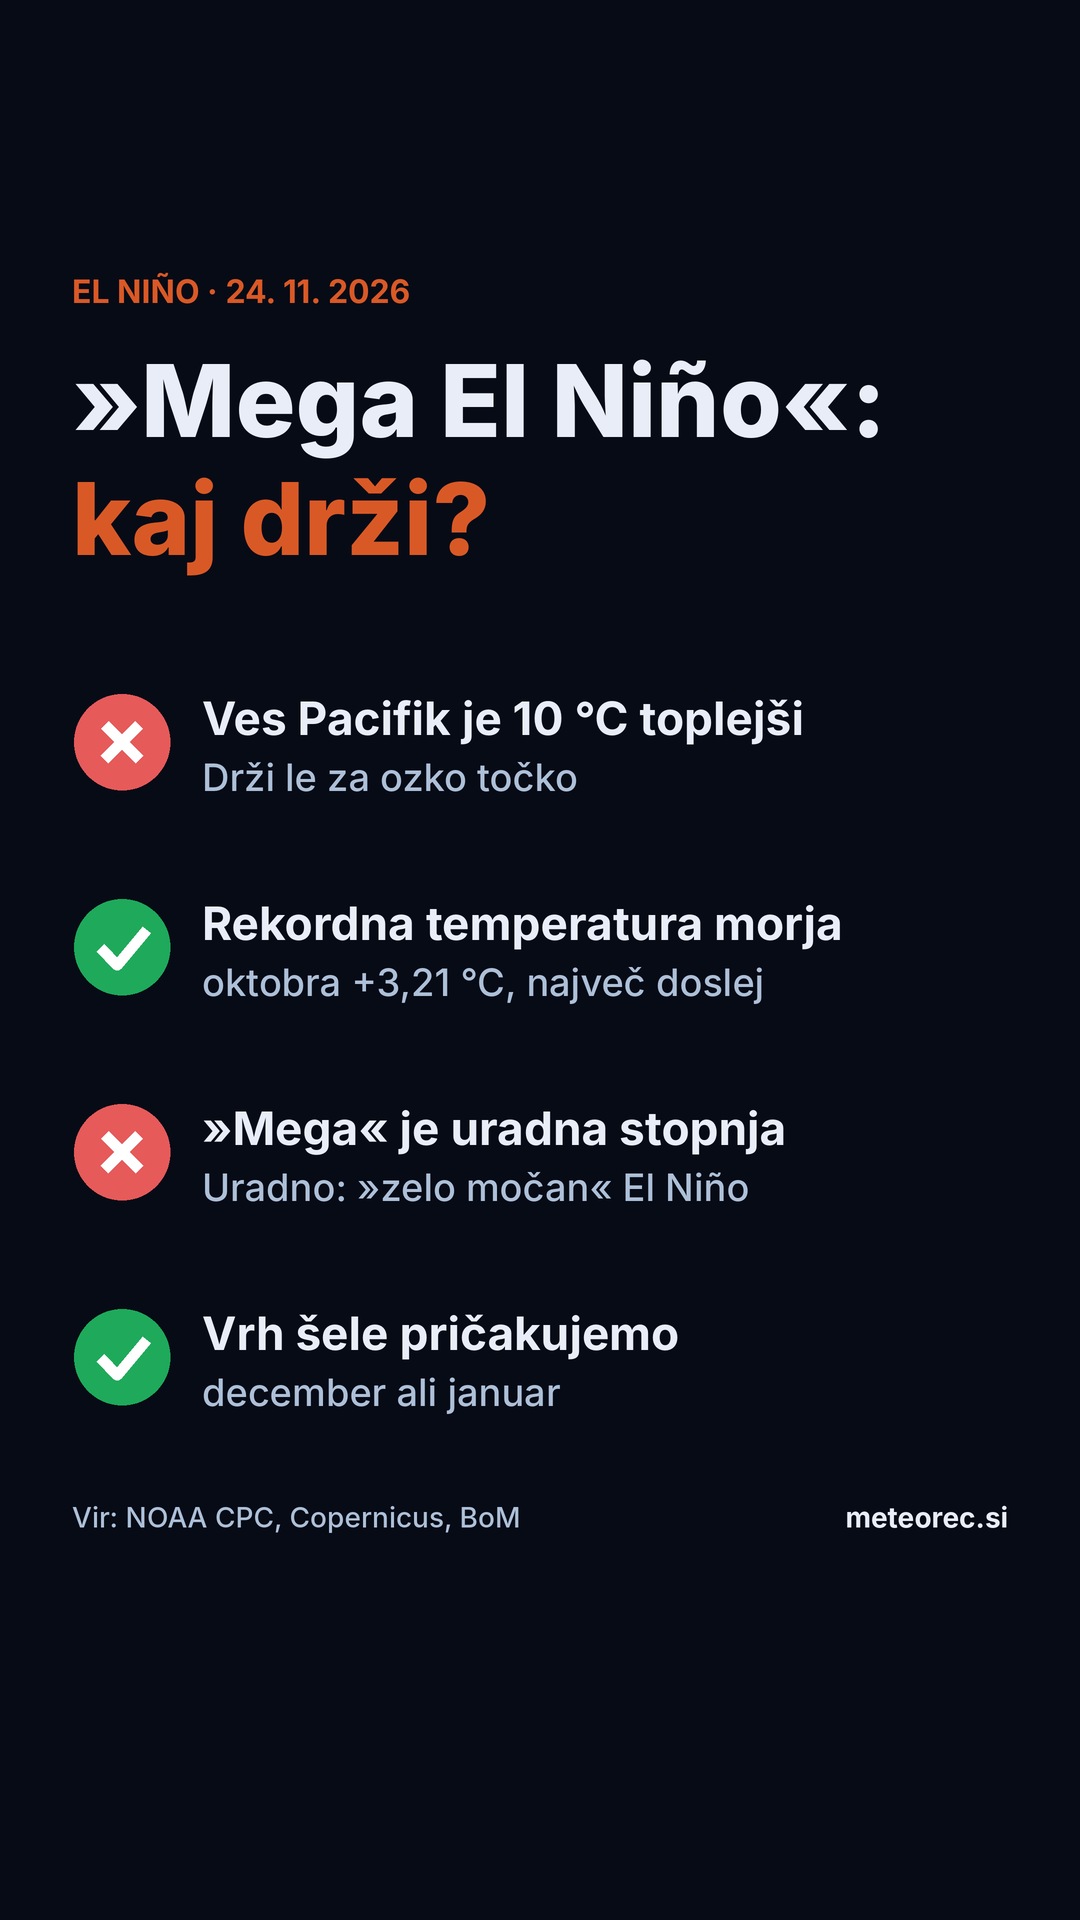 EL NIÑO · 24. 11. 2026
»Mega El Niño«:
kaj drži?
Ves Pacifik je 10 °C toplejši
Drži le za ozko točko
Rekordna temperatura morja
oktobra +3,21 °C, največ doslej
»Mega« je uradna stopnja
Uradno: »zelo močan« El Niño
Vrh šele pričakujemo
december ali januar
Vir: NOAA CPC, Copernicus, BoM
meteorec.si